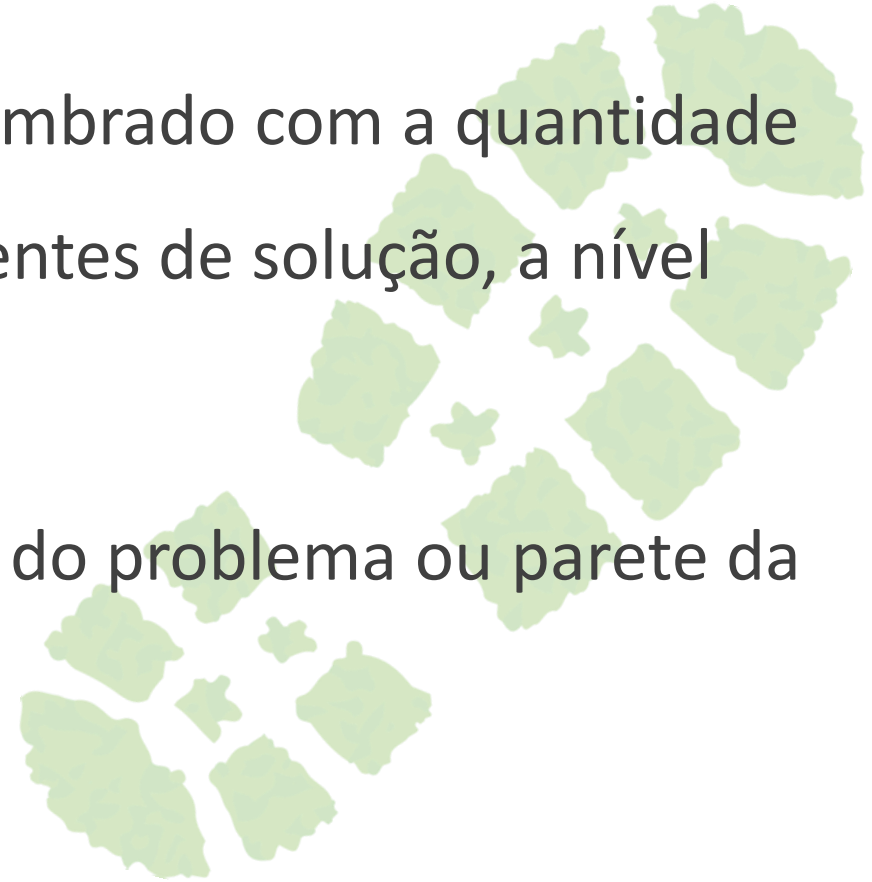 mbrado com a quantidade
entes de solução, a nível
do problema ou parete da